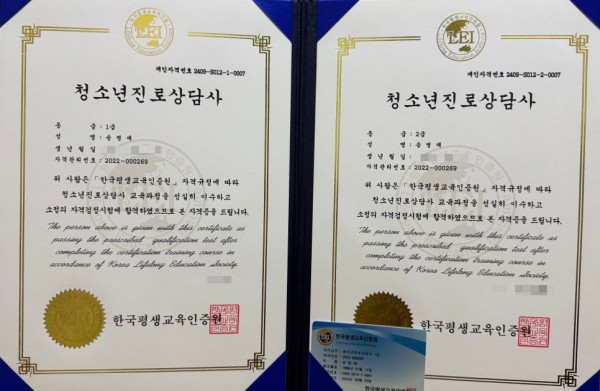 LEI
개인자격번호 2409-S012-1-0007
청소년진로상담사
등 급 : 1급
성 명 : 송 병 애
생 년 월 일 :
자격관리번호 : 2022-000269
위 사람은 「한국평생교육인증원」 자격규정에 따라
청소년진로상담사 교육과정을 성실히 이수하고
소정의 자격검정시험에 합격하였으므로 본 자격증을 드립니다.
The person above is given with this certificate as
passing the prescribed qualification test after
completing the certification training course in
accordance of Korea Lifelong Education Society.
한국평생교육인증원
LEI
개인자격번호 2409-S012-2-0007
청소년진로상담사
등 급 : 2급
성 명 : 송 병 애
생 년 월 일 :
자격관리번호 : 2022-000269
위 사람은 「한국평생교육인증원」 자격규정에 따라
청소년진로상담사 교육과정을 성실히 이수하고
소정의 자격검정시험에 합격하였으므로 본 자격증을 드립니다.
The person above is given with this certificate as
passing the prescribed qualification test after
completing the certification training course in
accordance of Korea Lifelong Education Society.
한국평생교육인증원
한국평생교육인증원